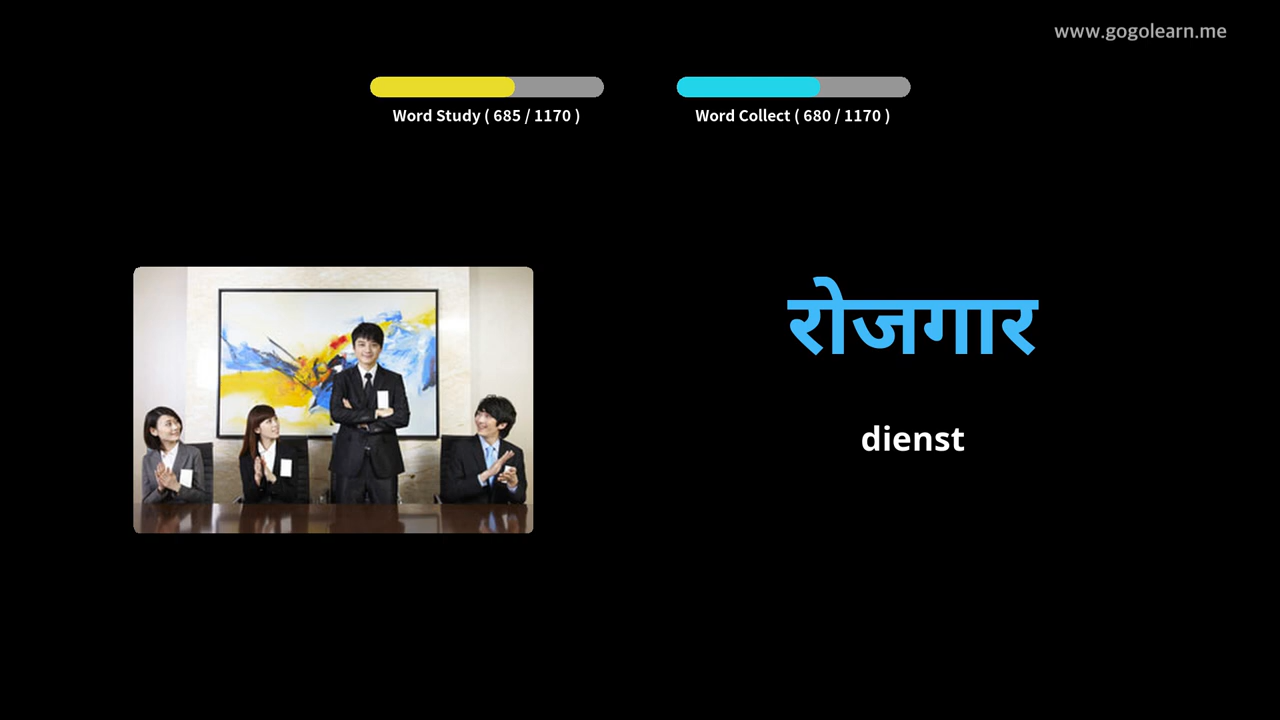 www.gogolearn.me
Word Study ( 685 / 1170 )
Word Collect ( 680 / 1170 )
रोजगार
dienst